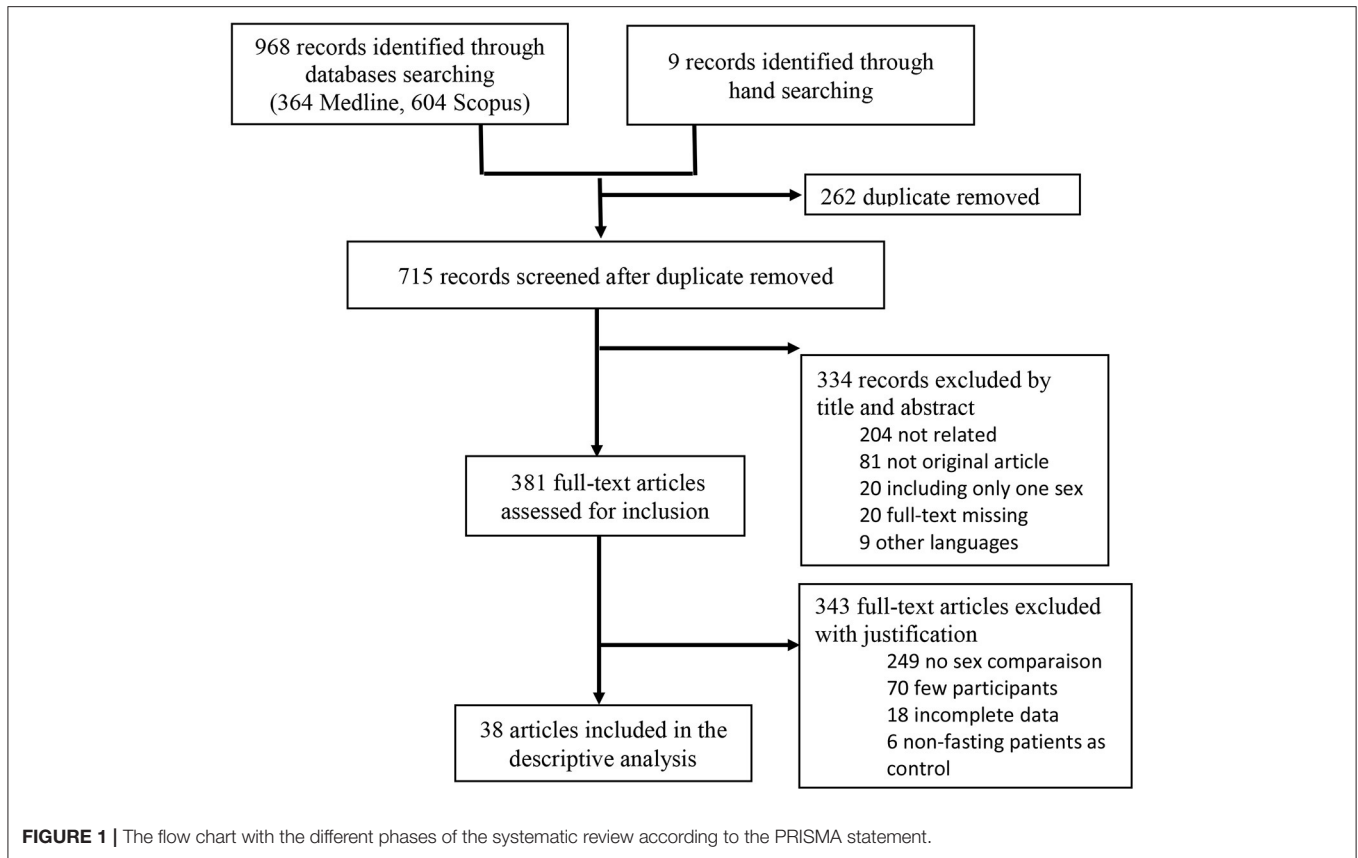 968 records identified through
databases searching
(364 Medline, 604 Scopus)
9 records identified through
hand searching
262 duplicate removed
715 records screened after duplicate removed
334 records excluded by
title and abstract
204 not related
81 not original article
20 including only one sex
20 full-text missing
9 other languages
381 full-text articles
assessed for inclusion
343 full-text articles excluded
with justification
249 no sex comparaison
70 few participants
18 incomplete data
6 non-fasting patients as
control
38 articles included in the
descriptive analysis
FIGURE 1 | The flow chart with the different phases of the systematic review according to the PRISMA statement.